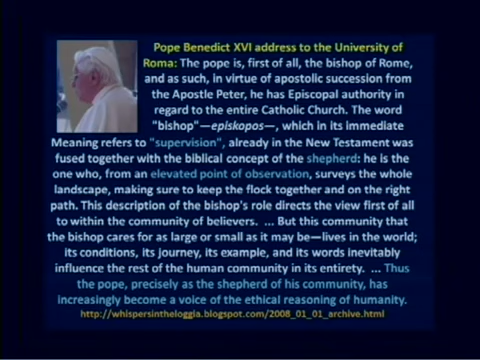 Pope Benedict XVI address to the University of
Roma: The pope is, first of all, the bishop of Rome,
and as such, in virtue of apostolic succession from
the Apostle Peter, he has Episcopal authority in
regard to the entire Catholic Church. The word
"bishop"—episkopos—, which in its immediate
Meaning refers to "supervision", already in the New Testament was
fused together with the biblical concept of the shepherd: he is the
one who, from an elevated point of observation, surveys the whole
landscape, making sure to keep the flock together and on the right
path. This description of the bishop's role directs the view first of all
to within the community of believers. ... But this community that
the bishop cares for as large or small as it may be—lives in the world;
its conditions, its journey, its example, and its words inevitably
influence the rest of the human community in its entirety. ... Thus
the pope, precisely as the shepherd of his community, has
increasingly become a voice of the ethical reasoning of humanity.
http://whispersintheloggia.blogspot.com/2008_01_01_archive.html